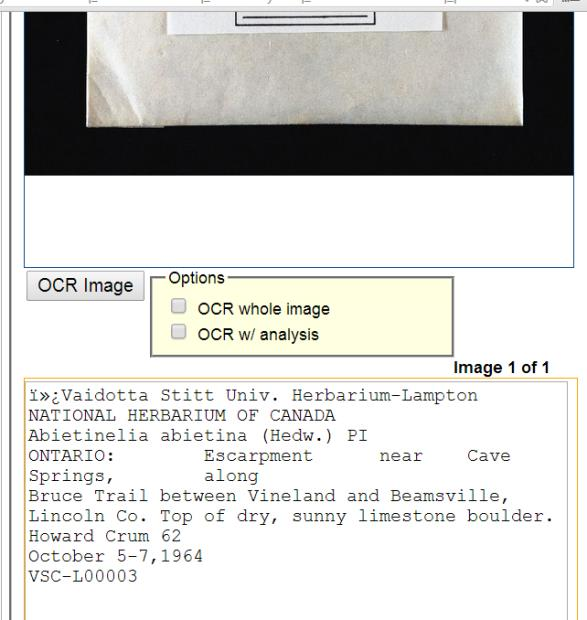 OCR Image
Options
OCR whole image
OCR w/ analysis
Image 1 of 1
ï»¿Vaidotta Stitt Univ. Herbarium-Lampton
NATIONAL HERBARIUM OF CANADA
Abietinelia abietina (Hedw.) PI
ONTARIO: Escarpment near Cave
Springs, along
Bruce Trail between Vineland and Beamsville,
Lincoln Co. Top of dry, sunny limestone boulder.
Howard Crum 62
October 5-7,1964
VSC-L00003